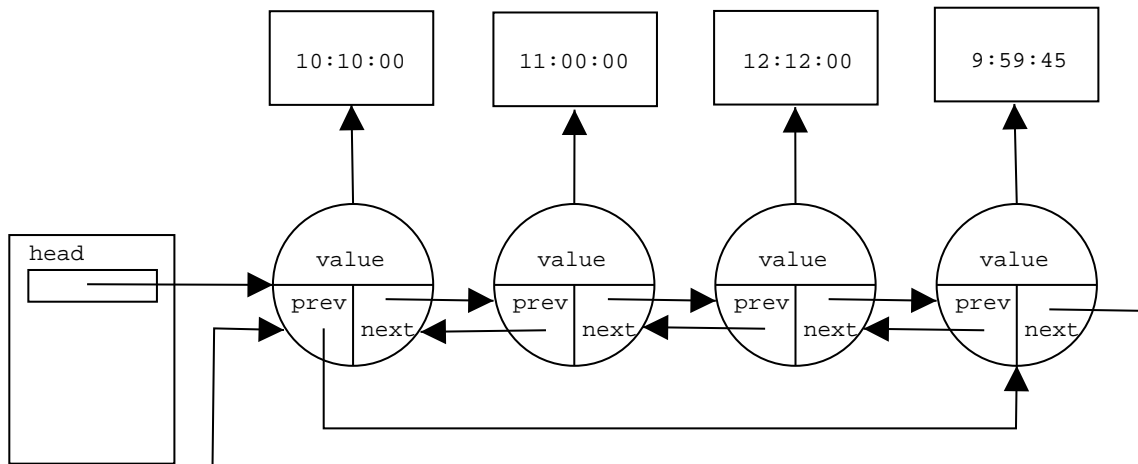 10:10:00
11:00:00
12:12:00
9:59:45
head
value
value
value
value
prev
next
prev
next
prev
next
prev
next